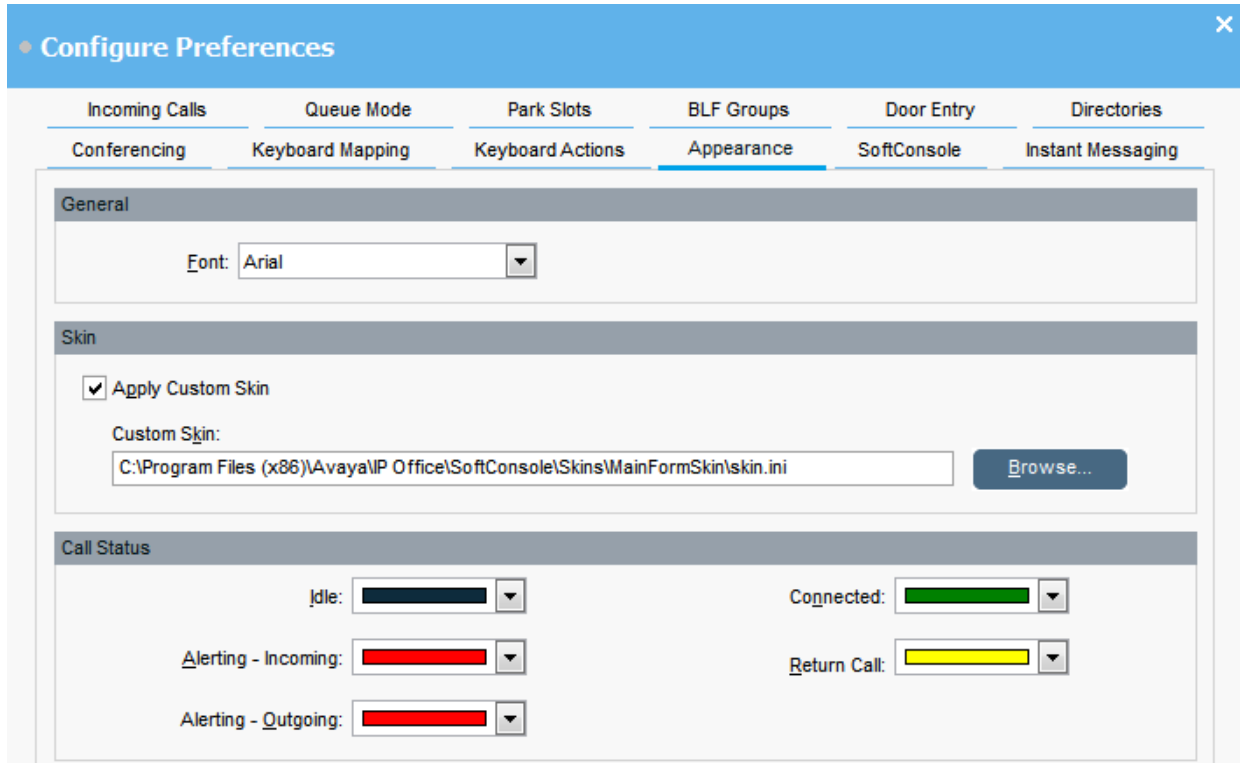 Configure Preferences
Incoming Calls Queue Mode Park Slots BLF Groups Door Entry Directories
Conferencing Keyboard Mapping Keyboard Actions Appearance SoftConsole Instant Messaging
General
Font: Arial
Skin
Apply Custom Skin
Custom Skin:
C:\Program Files (x86)\Avaya\IP Office\SoftConsole\Skins\MainFormSkin\skin.ini Browse...
Call Status
Idle: Connected:
Alerting - Incoming: Return Call:
Alerting - Outgoing: